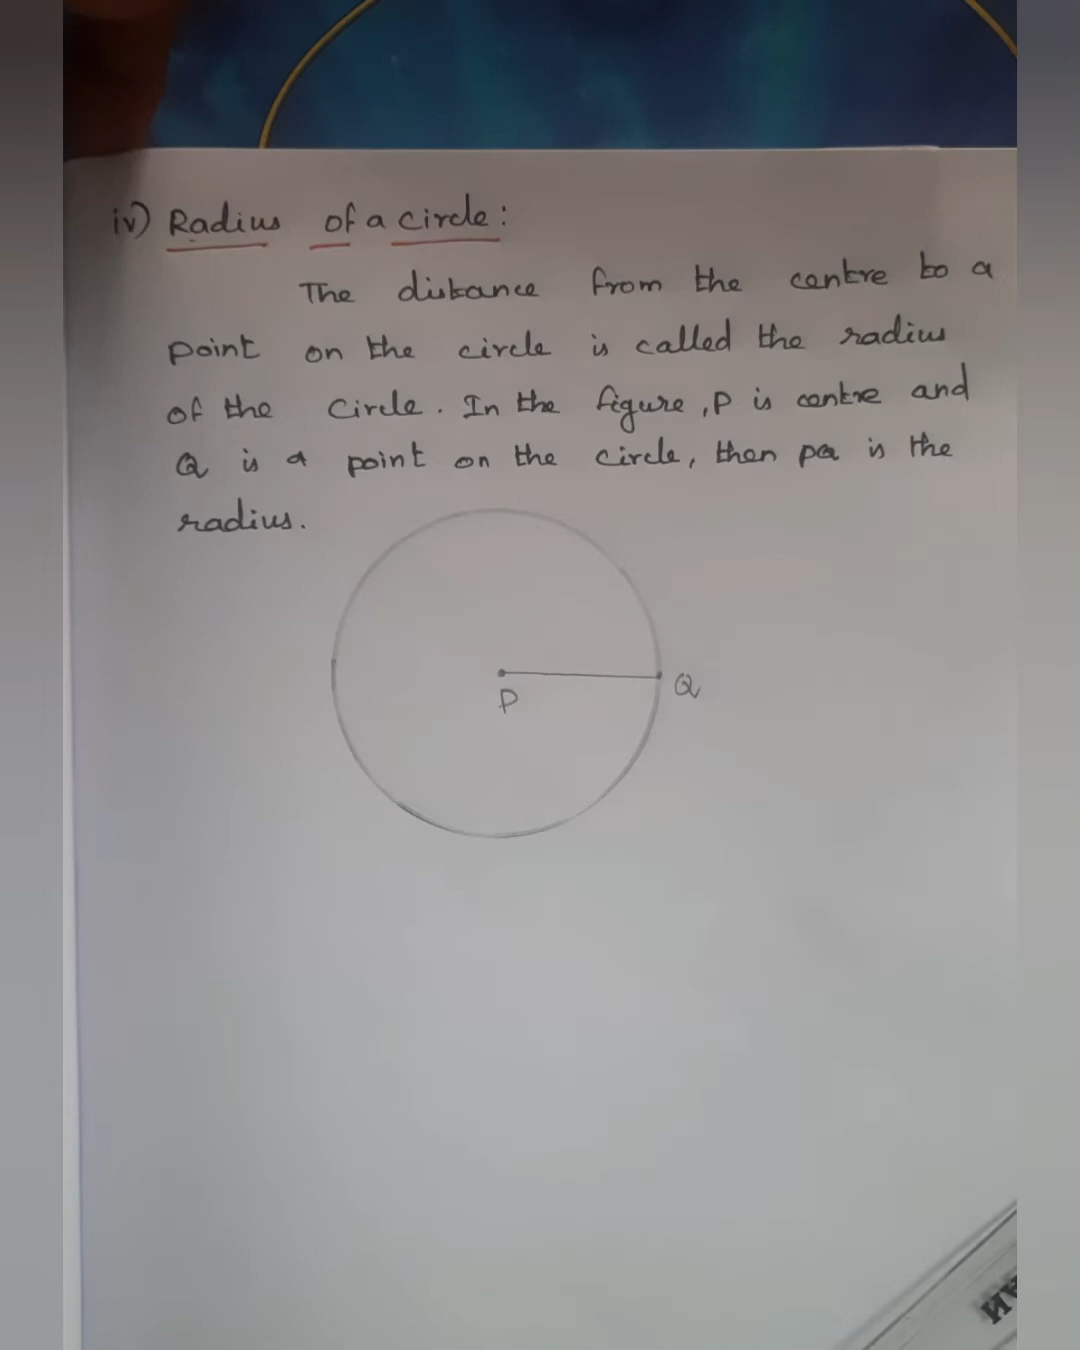 iv) Radius of a circle:
The distance from the centre to a
point on the circle is called the radius
of the circle. In the figure, P is centre and
Q is a point on the circle, then PQ is the
radius.
P
Q